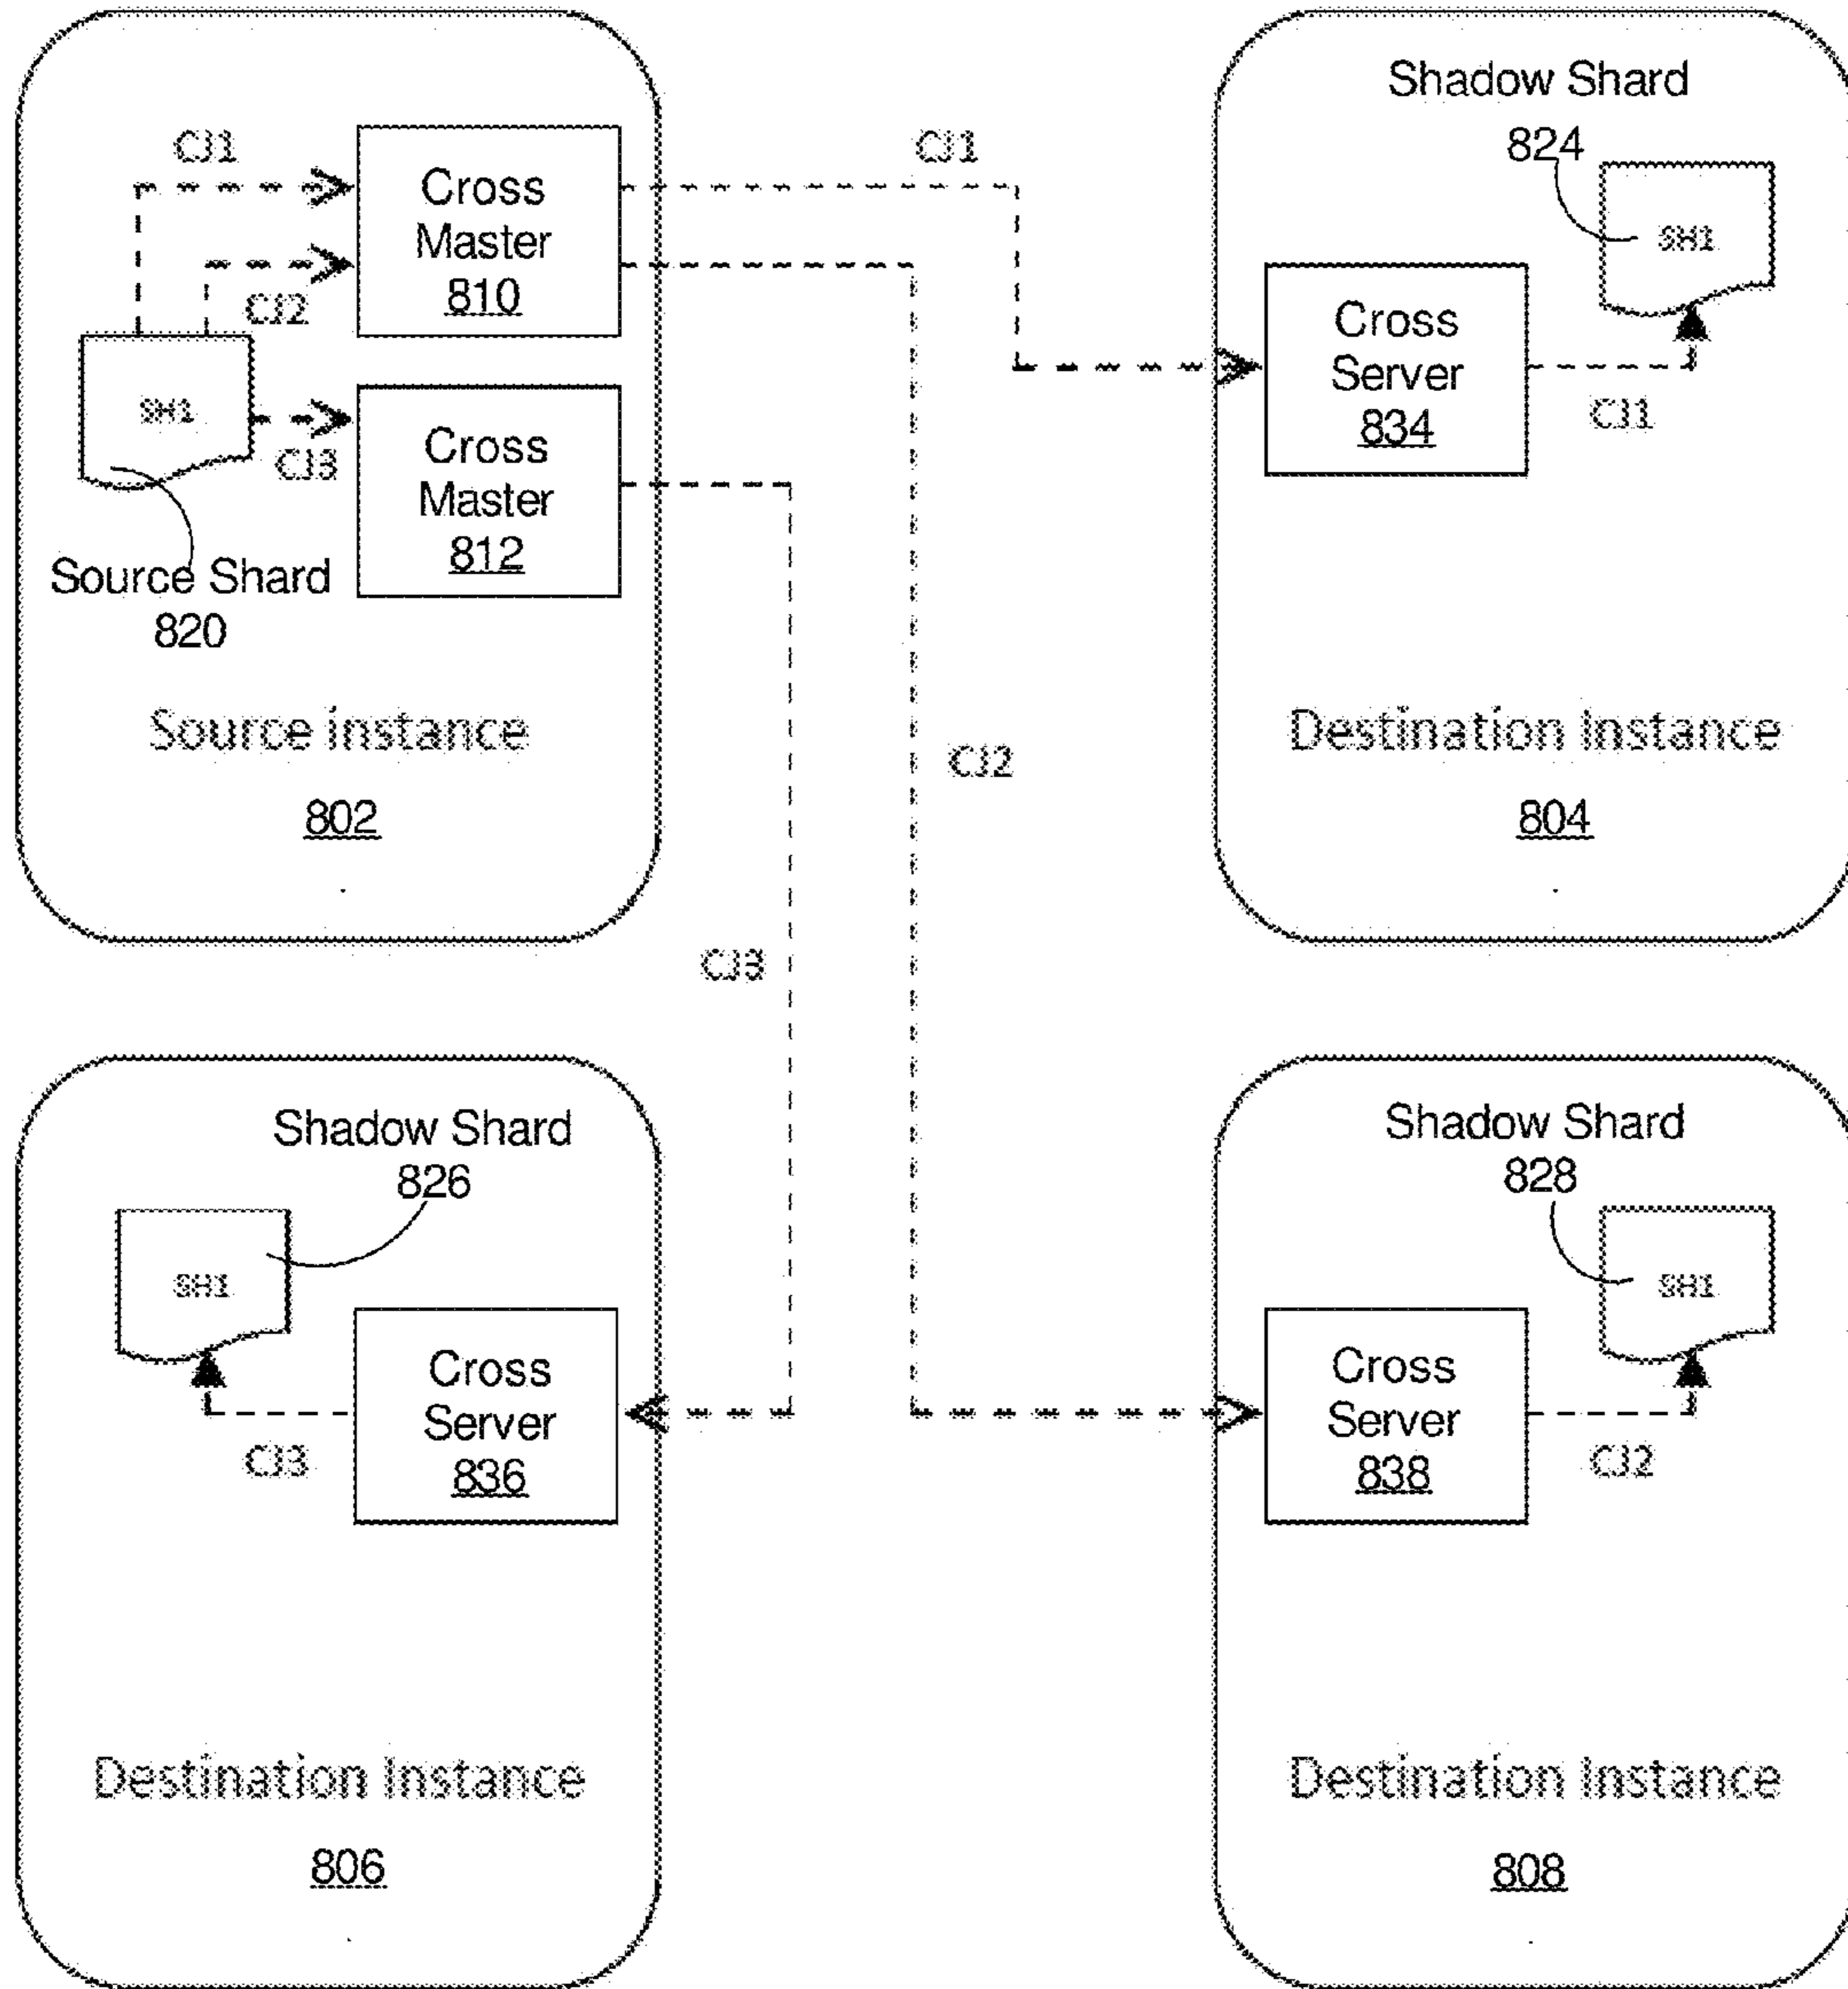 CJ1
CJ2
CJ3
SH1
Source Shard
820
Cross
Master
810
Cross
Master
812
Source instance
802
CJ1
CJ2
CJ3
Shadow Shard
824
SH1
Cross
Server
834
CJ1
Destination Instance
804
Shadow Shard
826
SH1
Cross
Server
836
CJ3
Destination Instance
806
Shadow Shard
828
SH1
Cross
Server
838
CJ2
Destination Instance
808